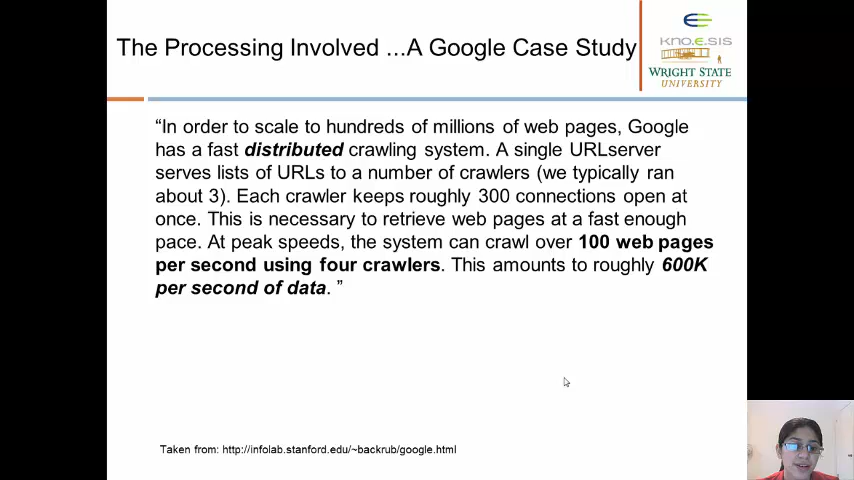 The Processing Involved ...A Google Case Study
KNO.E.SIS
WRIGHT STATE
UNIVERSITY
“In order to scale to hundreds of millions of web pages, Google
has a fast distributed crawling system. A single URLserver
serves lists of URLs to a number of crawlers (we typically ran
about 3). Each crawler keeps roughly 300 connections open at
once. This is necessary to retrieve web pages at a fast enough
pace. At peak speeds, the system can crawl over 100 web pages
per second using four crawlers. This amounts to roughly 600K
per second of data. ”
Taken from: http://infolab.stanford.edu/~backrub/google.html